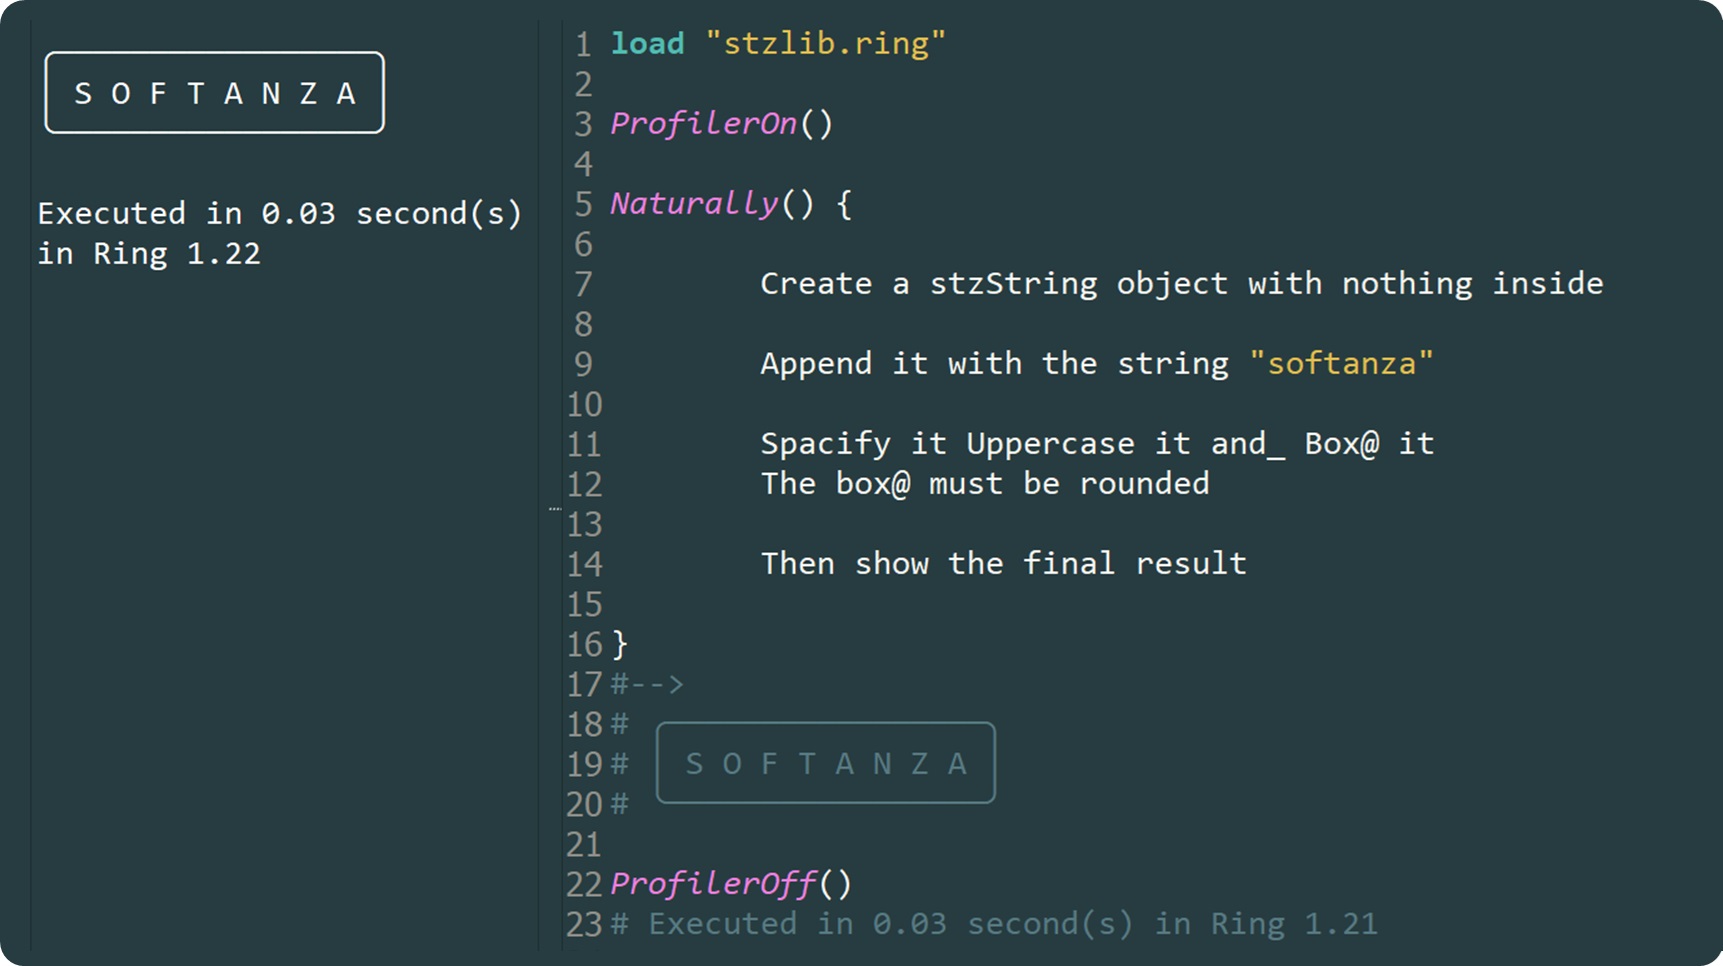 S O F T A N Z A
Executed in 0.03 second(s)
in Ring 1.22
1 load "stzlib.ring"
2
3 ProfilerOn()
4
5 Naturally() {
6
7 Create a stzString object with nothing inside
8
9 Append it with the string "softanza"
10
11 Spacify it Uppercase it and_ Box@ it
12 The box@ must be rounded
13
14 Then show the final result
15
16 }
17 #-->
18 #
19 # S O F T A N Z A
20 #
21
22 ProfilerOff()
23 # Executed in 0.03 second(s) in Ring 1.21